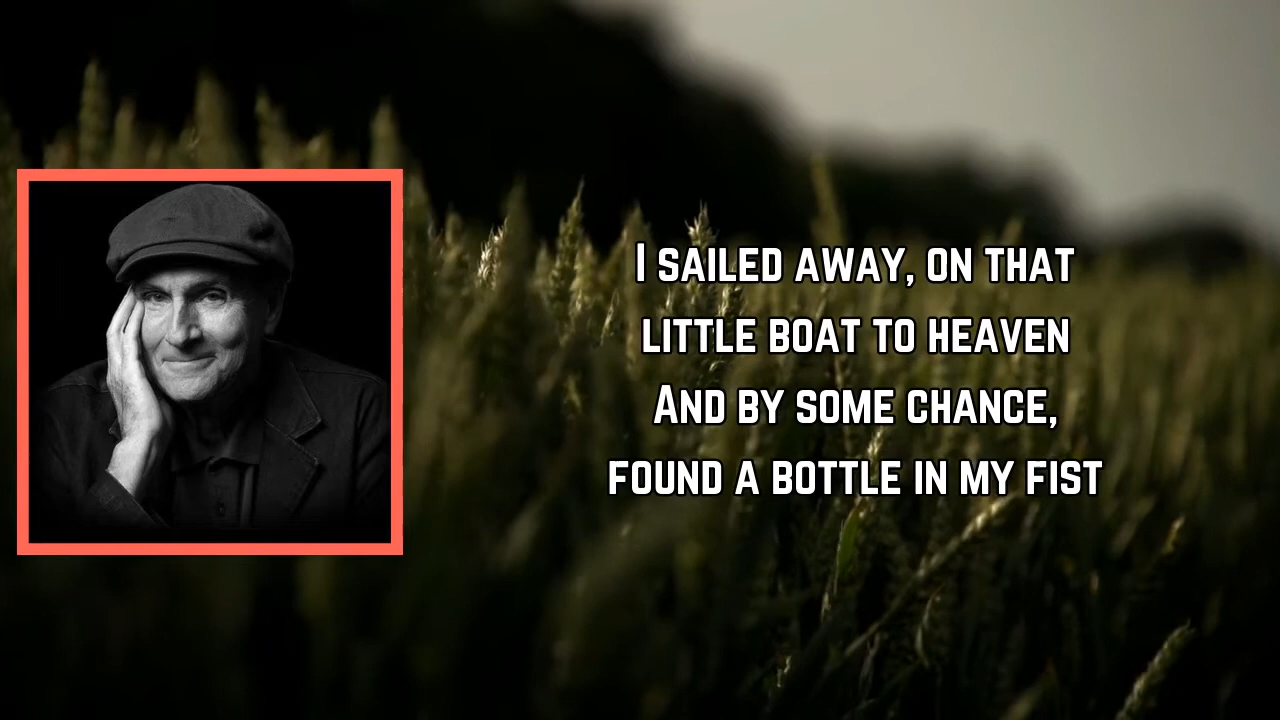 I SAILED AWAY, ON THAT
LITTLE BOAT TO HEAVEN
AND BY SOME CHANCE,
FOUND A BOTTLE IN MY FIST